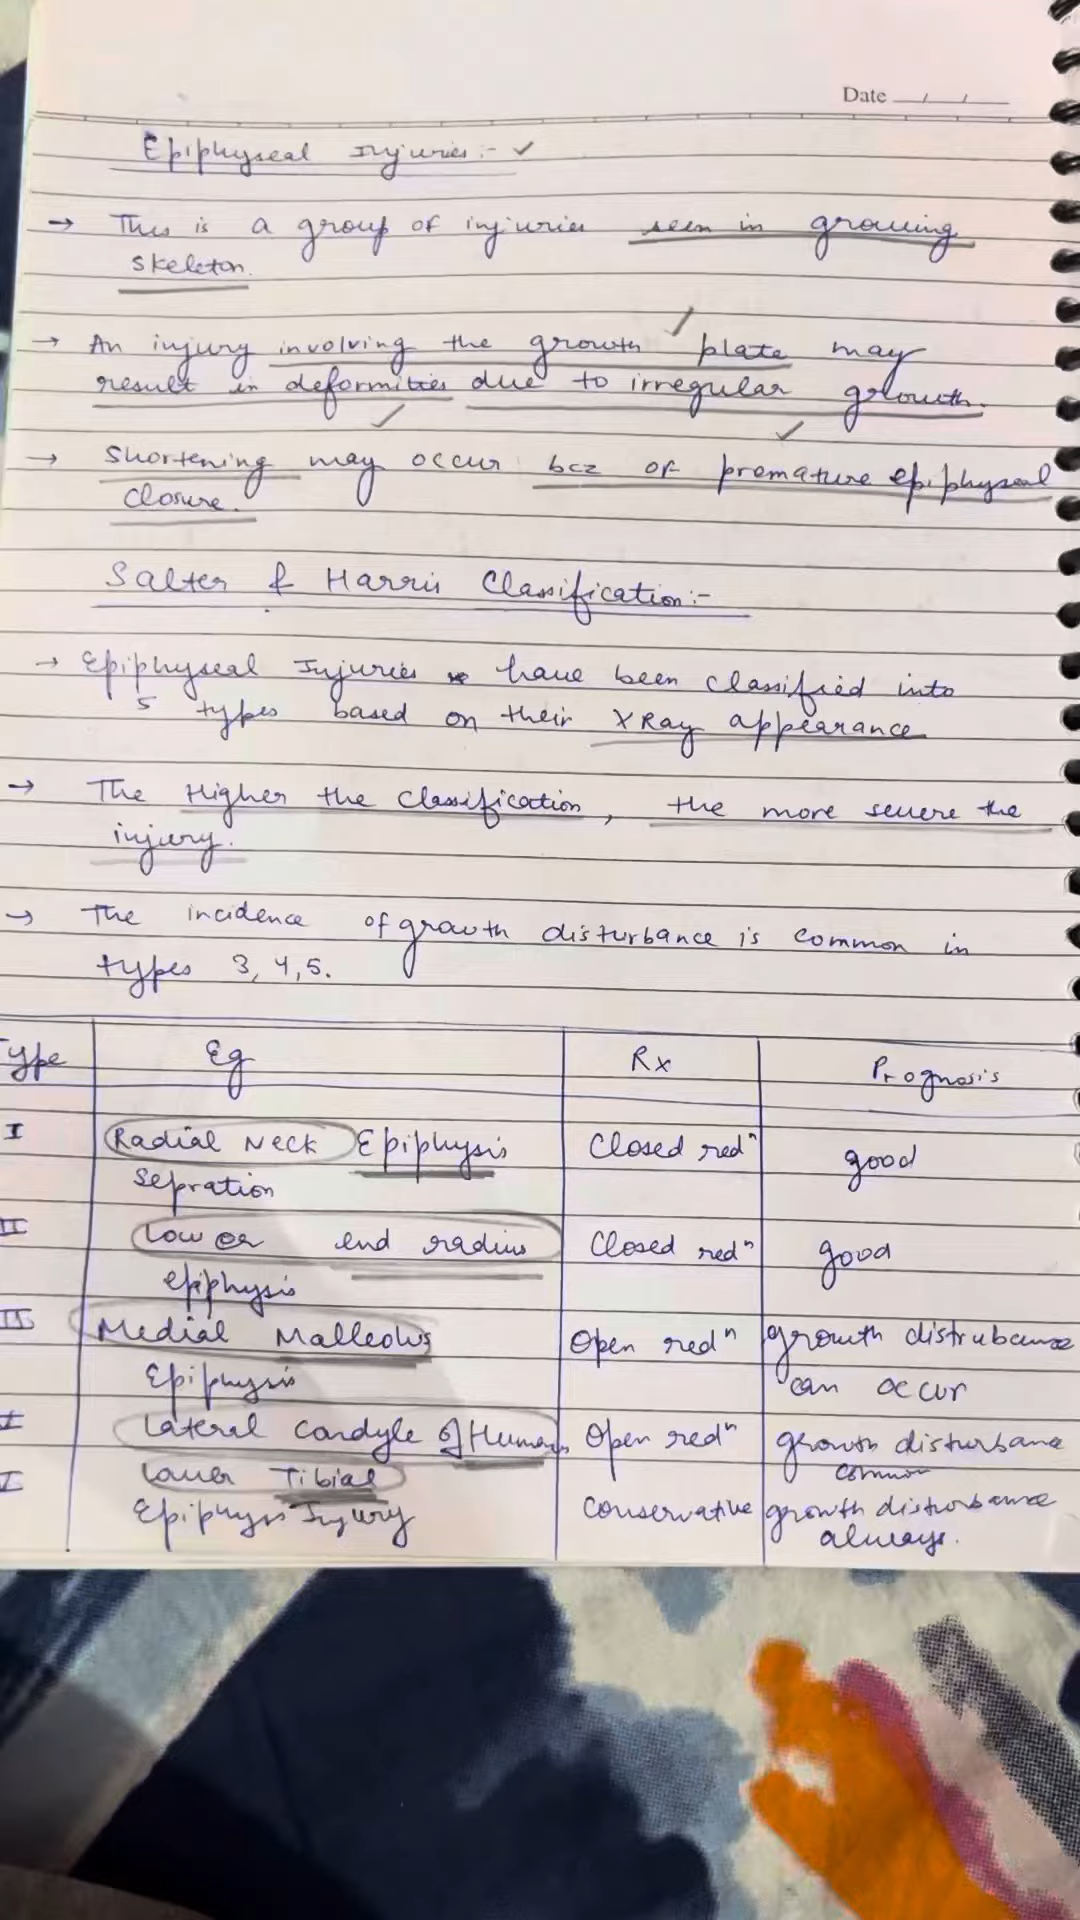 Date __/__/__
Epiphyseal Injuries :- ✓
→ This is a group of injuries seen in growing
skeleton.
→ An injury involving the growth plate may
result in deformities due to irregular growth.
→ Shortening may occur bcz of premature epiphyseal
closure.
Salter & Harris Classification :-
→ Epiphyseal Injuries have been classified into
5 types based on their X Ray appearance
→ The Higher the classification, the more severe the
injury.
→ The incidence of growth disturbance is common in
types 3, 4, 5.
Type Eg Rx Prognosis
I Radial Neck Epiphysis Closed redⁿ good
sepration
II Lower end radius Closed redⁿ good
epiphysis
III Medial Malleolus Open redⁿ growth distrubance
Epiphysis can occur
Lateral Condyle of Open redⁿ growth disturbance
common
Lower Tibial
Epiphysis Injury conservative growth disturbance
always.